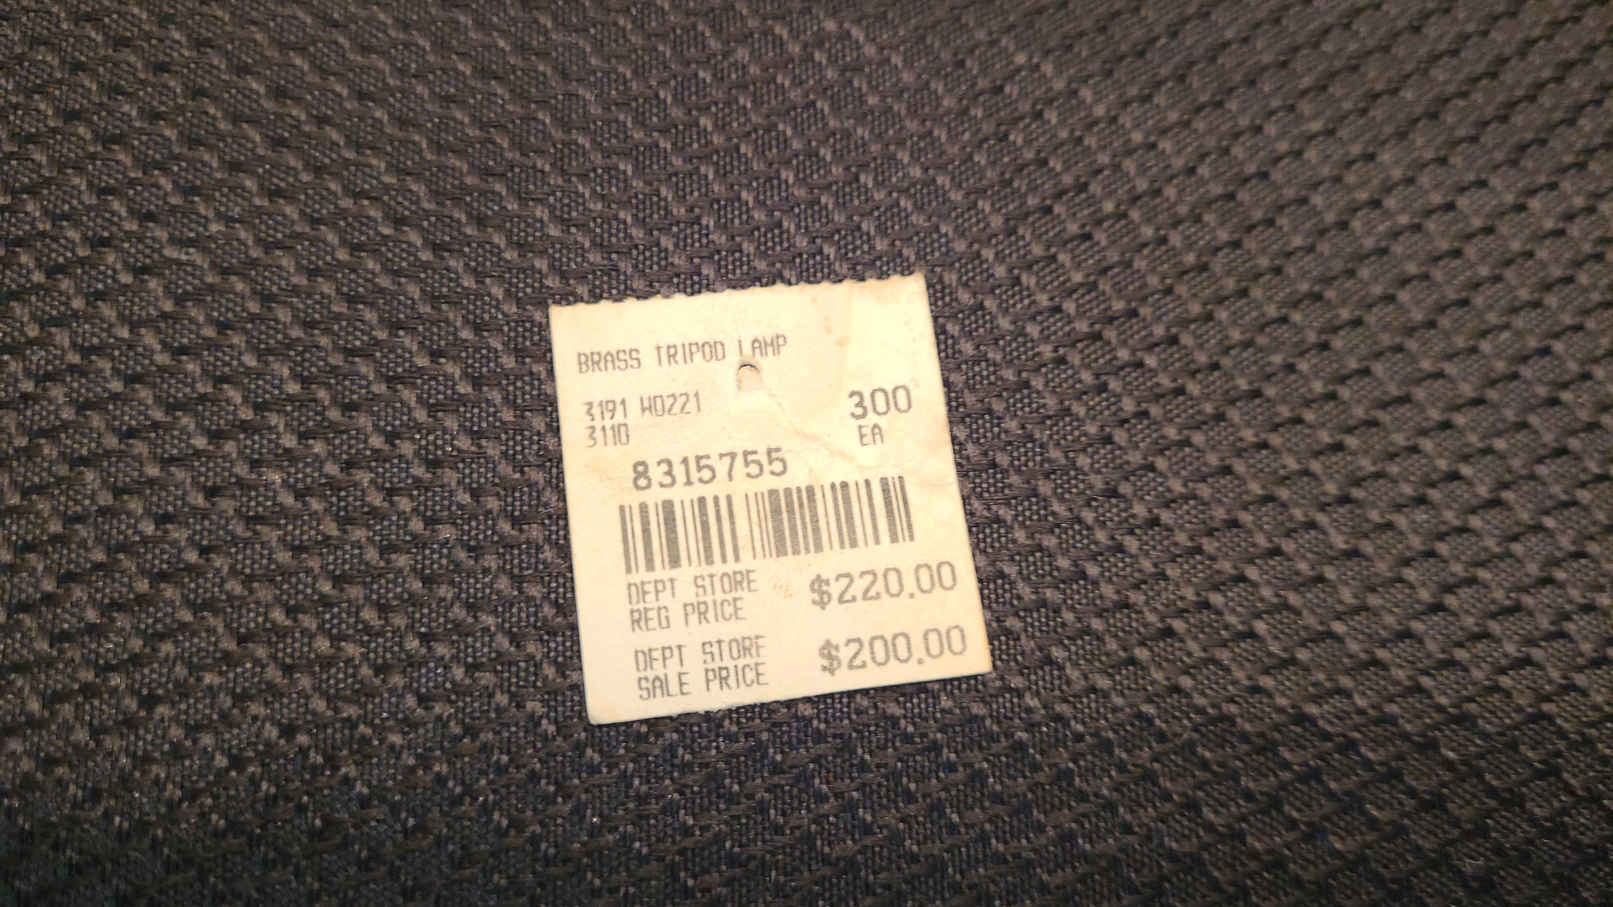 BRASS TRIPOD LAMP
3191 W0221 300
3110 EA
8315755
DEPT STORE
REG PRICE $220.00
DEPT STORE
SALE PRICE $200.00